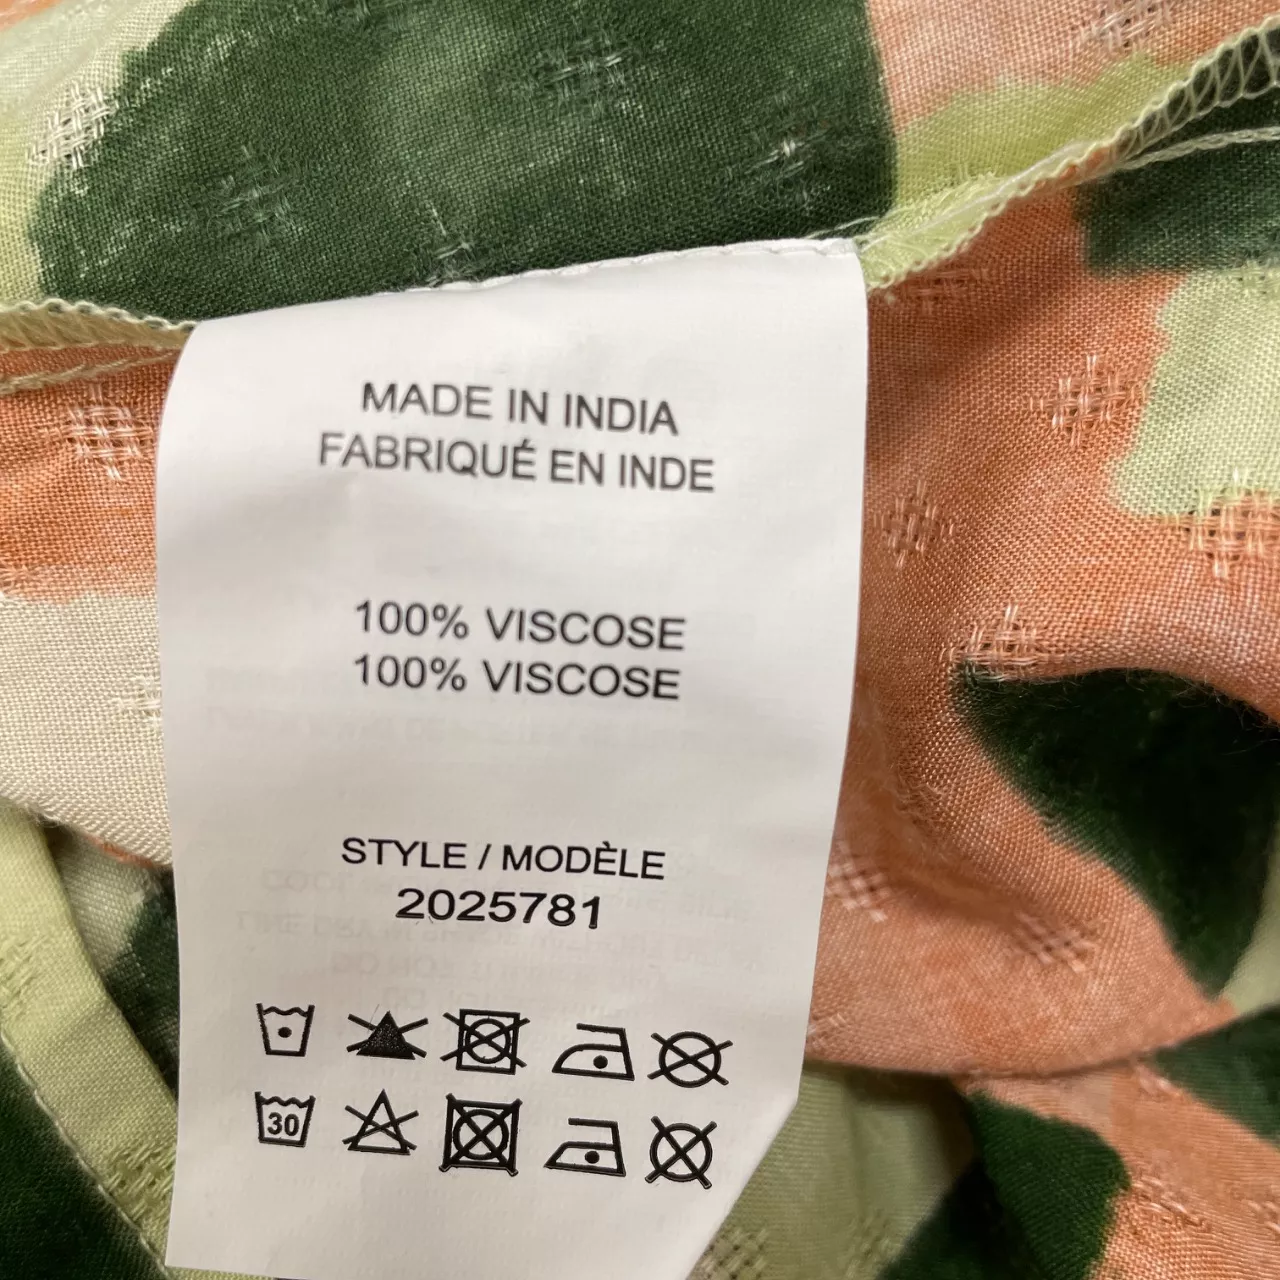 MADE IN INDIA
FABRIQUÉ EN INDE
100% VISCOSE
100% VISCOSE
STYLE / MODÈLE
2025781
30